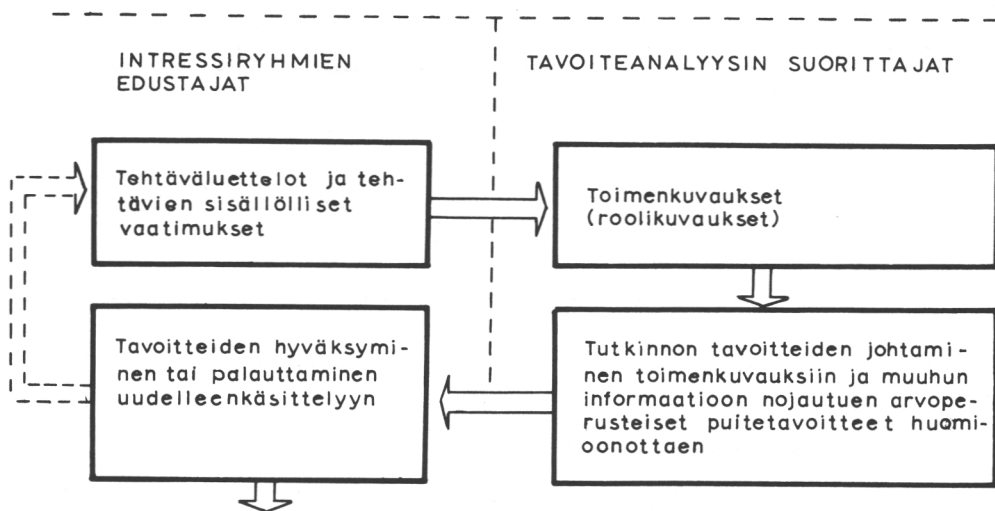 INTRESSIRYHMIEN
EDUSTAJAT
TAVOITEANALYYSIN SUORITTAJAT
Tehtäväluettelot ja teh-
tävien sisällölliset
vaatimukset
Toimenkuvaukset
(roolikuvaukset)
Tavoitteiden hyväksymi-
nen tai palauttaminen
uudelleenkäsittelyyn
Tutkinnon tavoitteiden johtami-
nen toimenkuvauksiin ja muuhun
informaatioon nojautuen arvope-
rusteiset puitetavoitteet huomi-
oonottaen